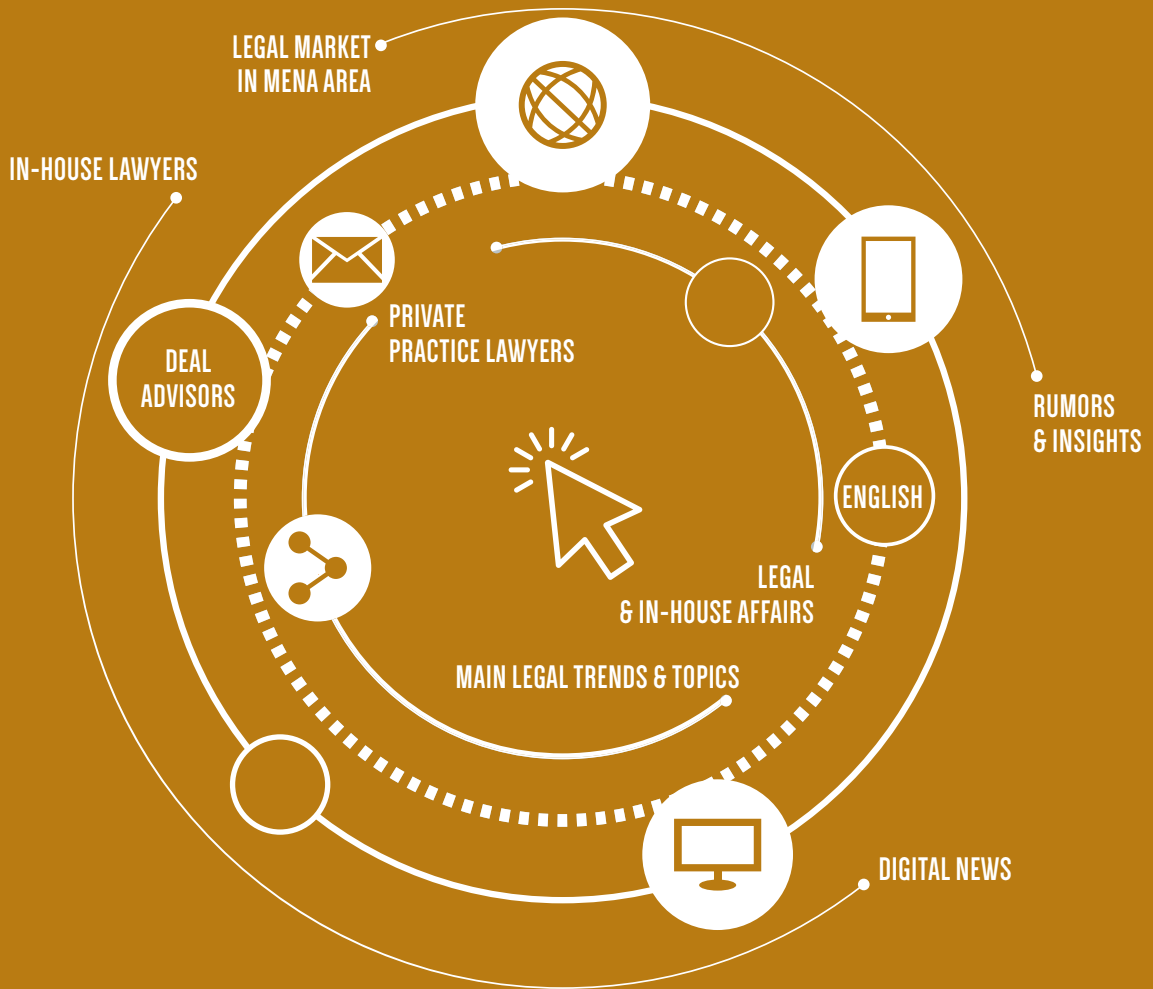 LEGAL MARKET
IN MENA AREA
IN-HOUSE LAWYERS
PRIVATE
PRACTICE LAWYERS
DEAL
ADVISORS
RUMORS
& INSIGHTS
ENGLISH
LEGAL
& IN-HOUSE AFFAIRS
MAIN LEGAL TRENDS & TOPICS
DIGITAL NEWS